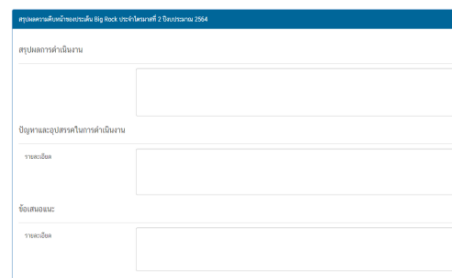 สรุปผลความคืบหน้าของประเด็น Big Rock ประจำไตรมาสที่ 2 ปีงบประมาณ 2564
สรุปผลการดำเนินงาน
ปัญหาและอุปสรรคในการดำเนินงาน
รายละเอียด
ข้อเสนอแนะ
รายละเอียด